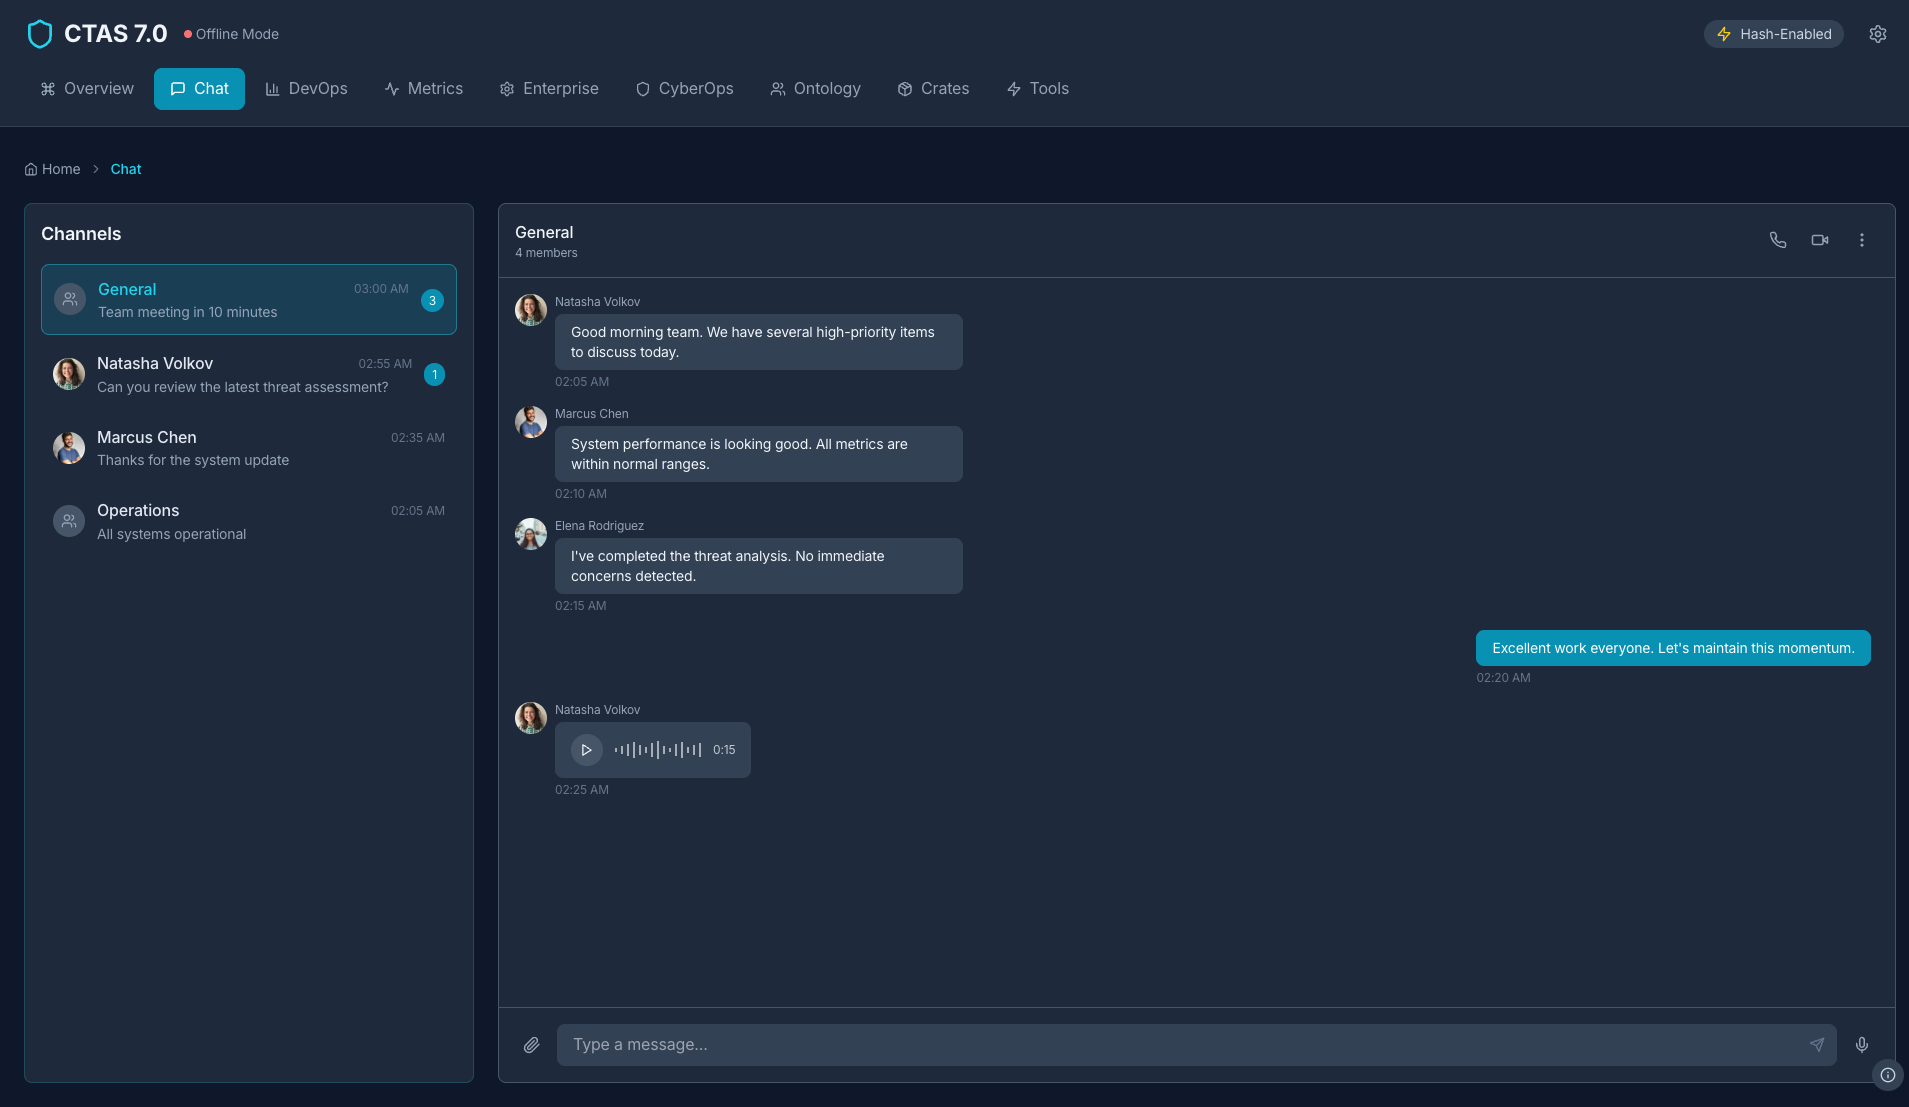 CTAS 7.0
Offline Mode
Hash-Enabled
Overview
Chat
DevOps
Metrics
Enterprise
CyberOps
Ontology
Crates
Tools
Home
Chat
Channels
General
03:00 AM
Team meeting in 10 minutes
3
Natasha Volkov
02:55 AM
Can you review the latest threat assessment?
1
Marcus Chen
02:35 AM
Thanks for the system update
Operations
02:05 AM
All systems operational
General
4 members
Natasha Volkov
Good morning team. We have several high-priority items
to discuss today.
02:05 AM
Marcus Chen
System performance is looking good. All metrics are
within normal ranges.
02:10 AM
Elena Rodriguez
I've completed the threat analysis. No immediate
concerns detected.
02:15 AM
Excellent work everyone. Let's maintain this momentum.
02:20 AM
Natasha Volkov
0:15
02:25 AM
Type a message...